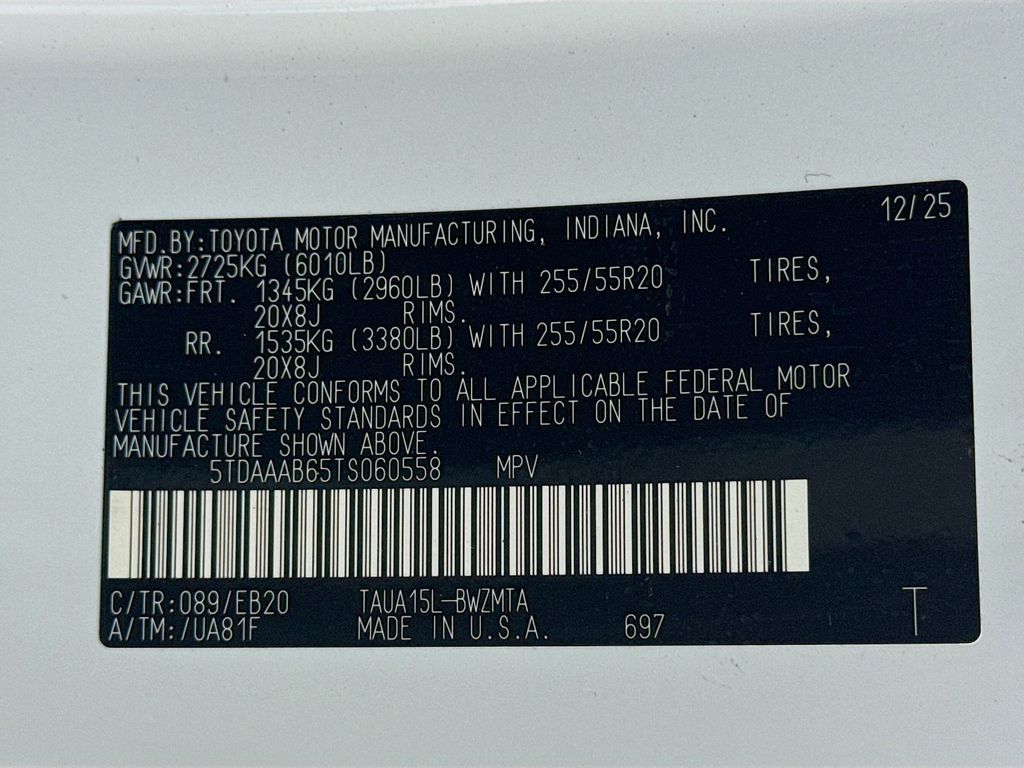 12/25
MFD.BY:TOYOTA MOTOR MANUFACTURING, INDIANA, INC.
GVWR:2725KG (6010LB)
GAWR:FRT. 1345KG (2960LB) WITH 255/55R20 TIRES,
20X8J RIMS.
RR. 1535KG (3380LB) WITH 255/55R20 TIRES,
20X8J RIMS.
THIS VEHICLE CONFORMS TO ALL APPLICABLE FEDERAL MOTOR
VEHICLE SAFETY STANDARDS IN EFFECT ON THE DATE OF
MANUFACTURE SHOWN ABOVE.
5TDAAAB65TS060558 MPV
C/TR:089/EB20 TAUA15L-BWZMTA
A/TM:/UA81F MADE IN U.S.A. 697 T